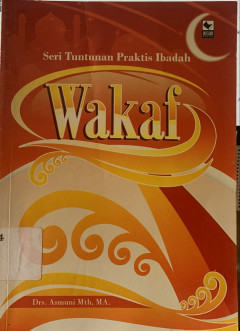 Seri Tuntunan Praktis Ibadah
Wakaf
Drs. Asmuni Mth, MA.